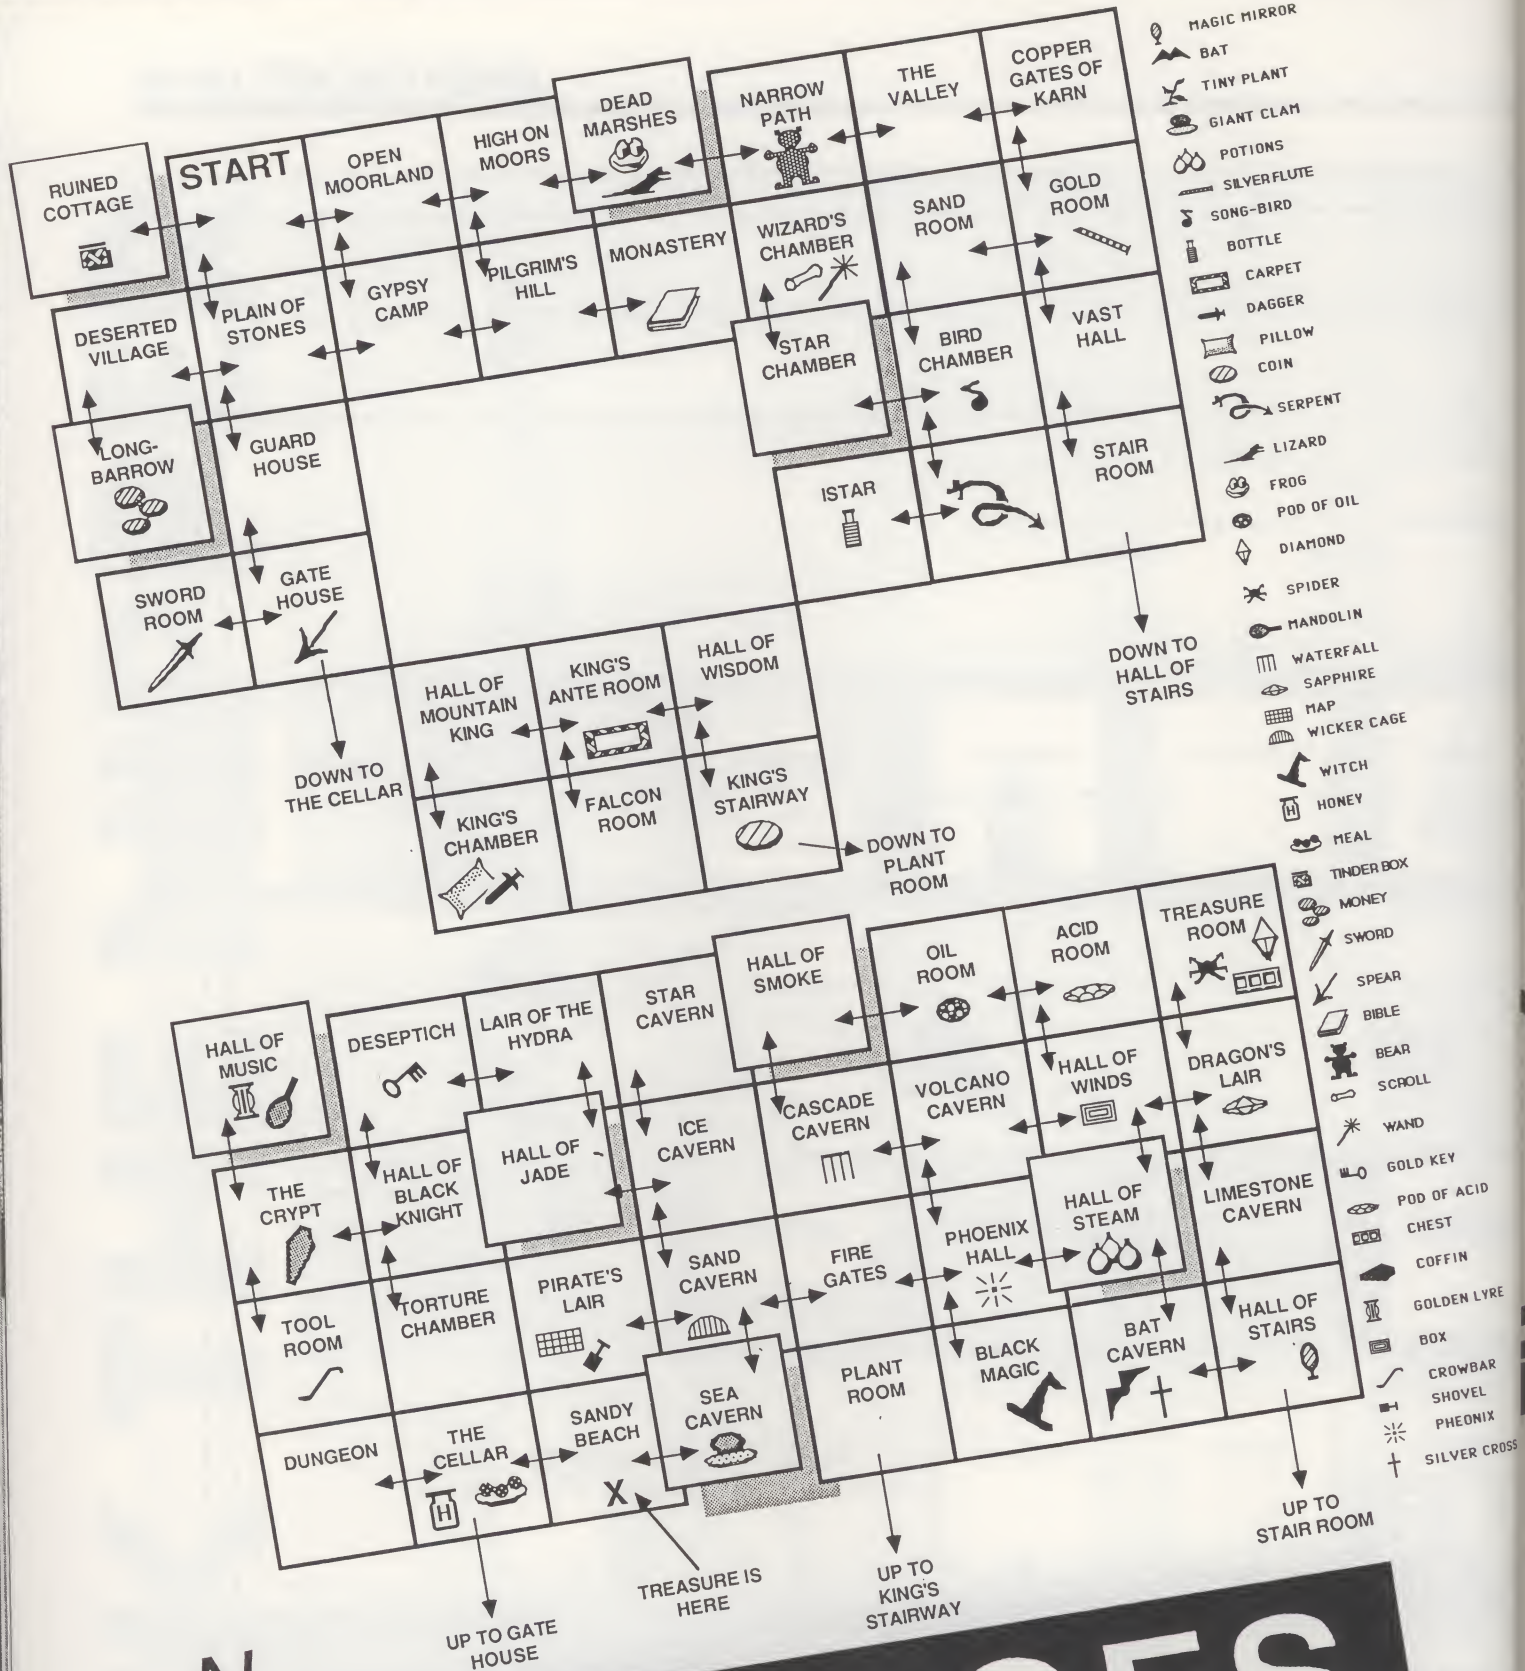 RUINED
COTTAGE
START
OPEN
MOORLAND
HIGH ON
MOORS
DEAD
MARSHES
NARROW
PATH
THE
VALLEY
COPPER
GATES OF
KARN
DESERTED
VILLAGE
PLAIN OF
STONES
GYPSY
CAMP
PILGRIM'S
HILL
MONASTERY
WIZARD'S
CHAMBER
SAND
ROOM
GOLD
ROOM
LONG-
BARROW
GUARD
HOUSE
STAR
CHAMBER
BIRD
CHAMBER
VAST
HALL
SWORD
ROOM
GATE
HOUSE
ISTAR
STAIR
ROOM
DOWN TO
THE CELLAR
HALL OF
MOUNTAIN
KING
KING'S
ANTE ROOM
HALL OF
WISDOM
DOWN TO
HALL OF
STAIRS
KING'S
CHAMBER
FALCON
ROOM
KING'S
STAIRWAY
DOWN TO
PLANT
ROOM
HALL OF
MUSIC
DESEPTICH
LAIR OF THE
HYDRA
STAR
CAVERN
HALL OF
SMOKE
OIL
ROOM
ACID
ROOM
TREASURE
ROOM
THE
CRYPT
HALL OF
BLACK
KNIGHT
HALL OF
JADE
ICE
CAVERN
CASCADE
CAVERN
VOLCANO
CAVERN
HALL OF
WINDS
DRAGON'S
LAIR
TOOL
ROOM
TORTURE
CHAMBER
PIRATE'S
LAIR
SAND
CAVERN
FIRE
GATES
PHOENIX
HALL
HALL OF
STEAM
LIMESTONE
CAVERN
DUNGEON
THE
CELLAR
H
SANDY
BEACH
X
SEA
CAVERN
PLANT
ROOM
BLACK
MAGIC
BAT
CAVERN
HALL OF
STAIRS
UP TO GATE
HOUSE
TREASURE IS
HERE
UP TO
KING'S
STAIRWAY
UP TO
STAIR ROOM
MAGIC MIRROR
BAT
TINY PLANT
GIANT CLAM
POTIONS
SILVER FLUTE
SONG-BIRD
BOTTLE
CARPET
DAGGER
PILLOW
COIN
SERPENT
LIZARD
FROG
POD OF OIL
DIAMOND
SPIDER
MANDOLIN
WATERFALL
SAPPHIRE
MAP
WICKER CAGE
WITCH
H HONEY
MEAL
TINDER BOX
MONEY
SWORD
SPEAR
BIBLE
BEAR
SCROLL
WAND
GOLD KEY
POD OF ACID
CHEST
COFFIN
GOLDEN LYRE
BOX
CROWBAR
SHOVEL
PHEONIX
SILVER CROSS